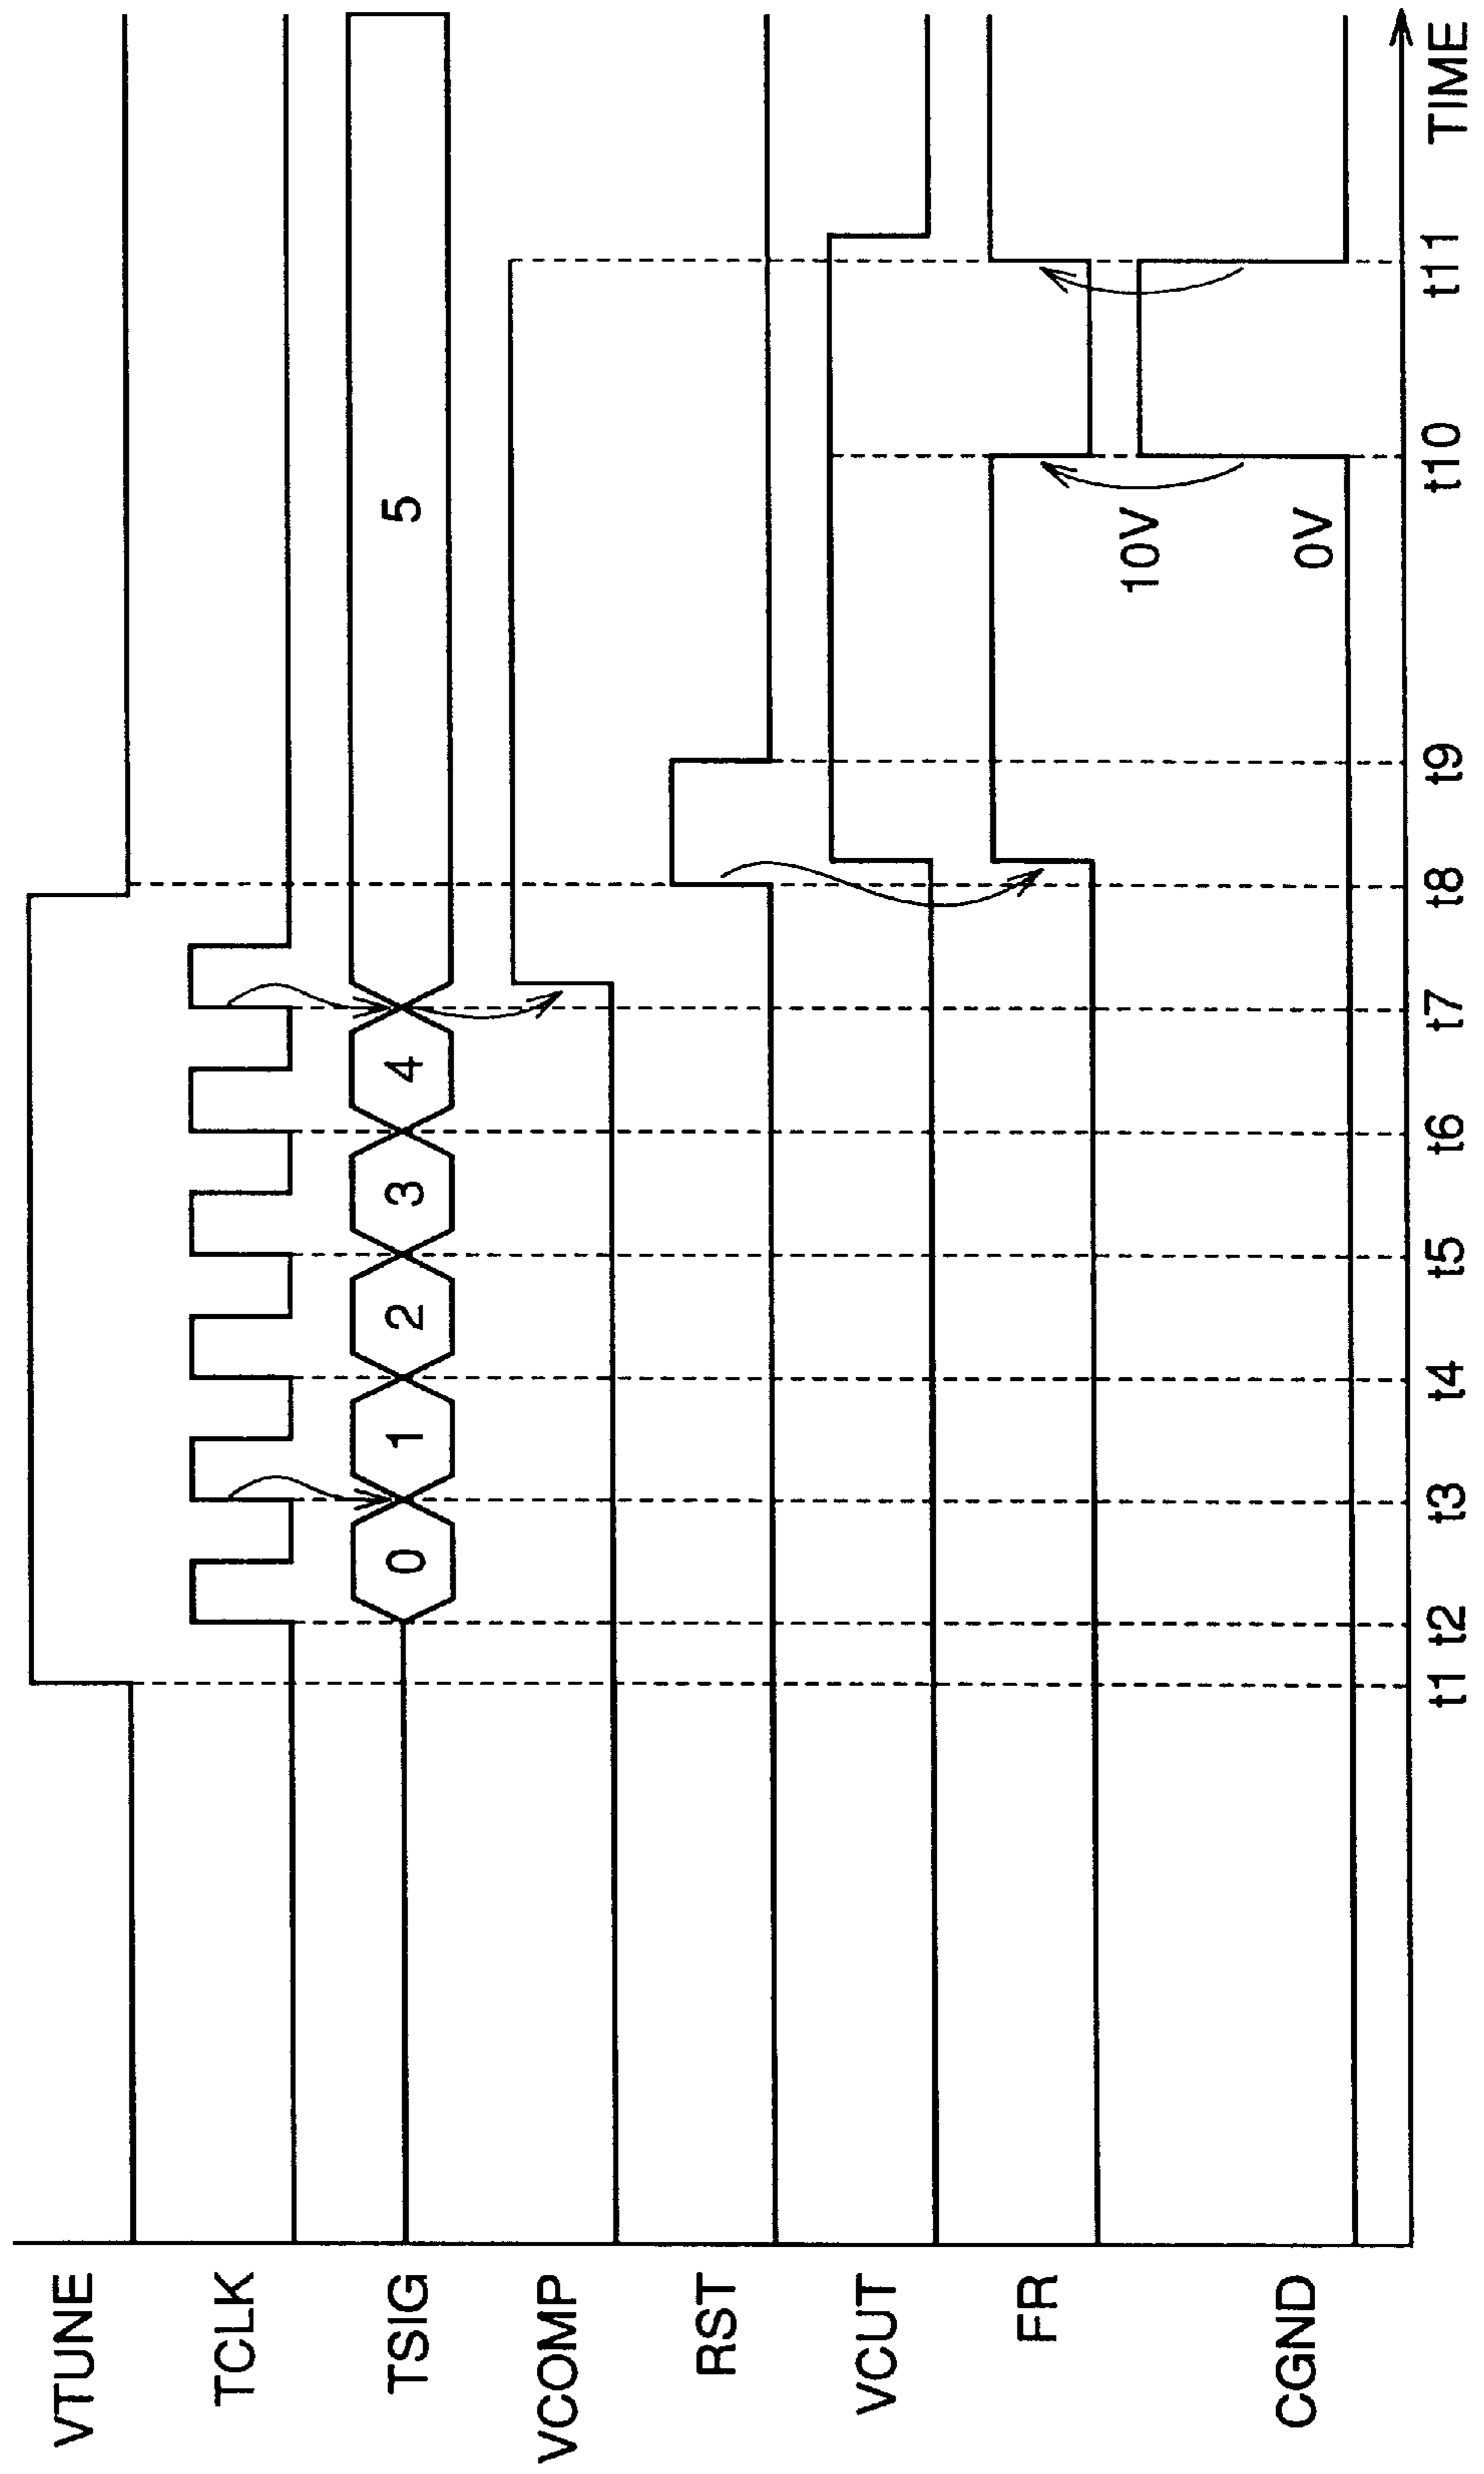 VTUNE
TCLK
TSIG
0 1 2 3 4 5
VCOMP
RST
VCUT
FR
10V
0V
CGND
t1 t2 t3 t4 t5 t6 t7 t8 t9 t10 t11 TIME